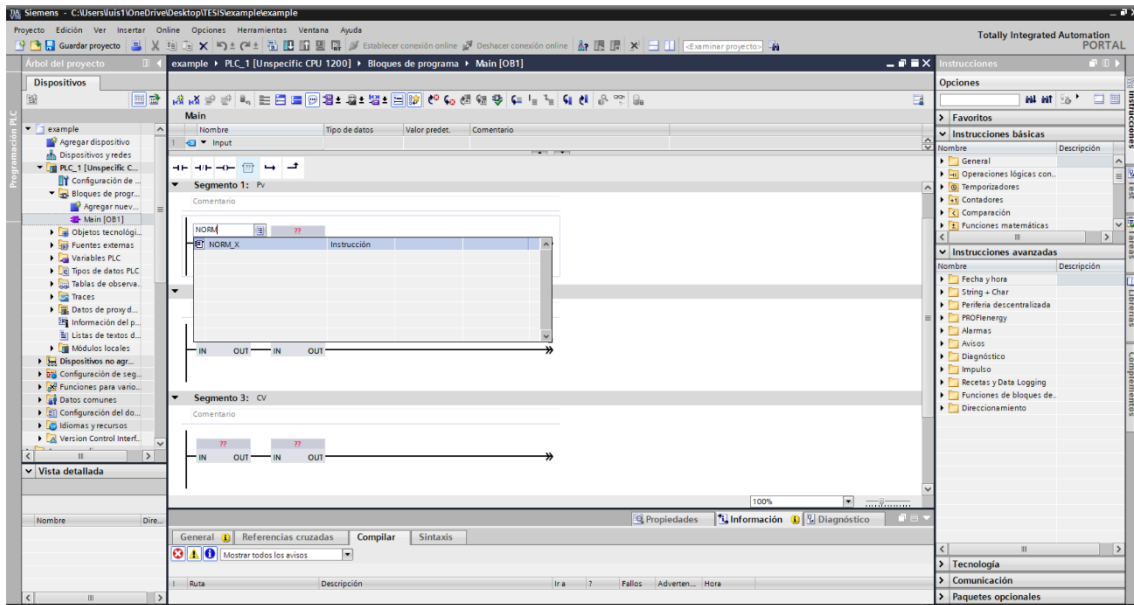 Siemens - C:\Users\luis1\OneDrive\Desktop\TESIS\example\example
Proyecto Edición Ver Insertar Online Opciones Herramientas Ventana Ayuda
Totally Integrated Automation
PORTAL
Guardar proyecto Establecer conexión online Deshacer conexión online <Examinar proyecto>
Árbol del proyecto
example PLC_1 [Unspecific CPU 1200] Bloques de programa Main [OB1]
Instrucciones
Dispositivos
Opciones
Programación PLC
example
Agregar dispositivo
Dispositivos y redes
PLC_1 [Unspecific C...
Configuración de ...
Bloques de progr...
Agregar nuev...
Main [OB1]
Objetos tecnológi...
Fuentes externas
Variables PLC
Tipos de datos PLC
Tablas de observa...
Traces
Datos de proxy d...
Información del p...
Listas de textos d...
Módulos locales
Dispositivos no agr...
Configuración de seg...
Funciones para vario...
Datos comunes
Configuración del do...
Idiomas y recursos
Version Control Interf...
Vista detallada
Nombre Dire...
Main
Nombre Tipo de datos Valor predet. Comentario
1 Input
Segmento 1: Pv
Comentario
NORM ??
NORM_X Instrucción
IN OUT IN OUT
Segmento 3: CV
Comentario
?? ??
IN OUT IN OUT
100%
Propiedades Información Diagnóstico
General Referencias cruzadas Compilar Sintaxis
Mostrar todos los avisos
! Ruta Descripción Ir a ? Fallos Adverten... Hora
Favoritos
Instrucciones básicas
Nombre Descripción
General
Operaciones lógicas con...
Temporizadores
Contadores
Comparación
Funciones matemáticas
Instrucciones avanzadas
Nombre Descripción
Fecha y hora
String + Char
Periferia descentralizada
PROFIenergy
Alarmas
Avisos
Diagnóstico
Impulso
Recetas y Data Logging
Funciones de bloques de...
Direccionamiento
Tecnología
Comunicación
Paquetes opcionales
Instrucciones
Test
Tareas
Librerías
Complementos